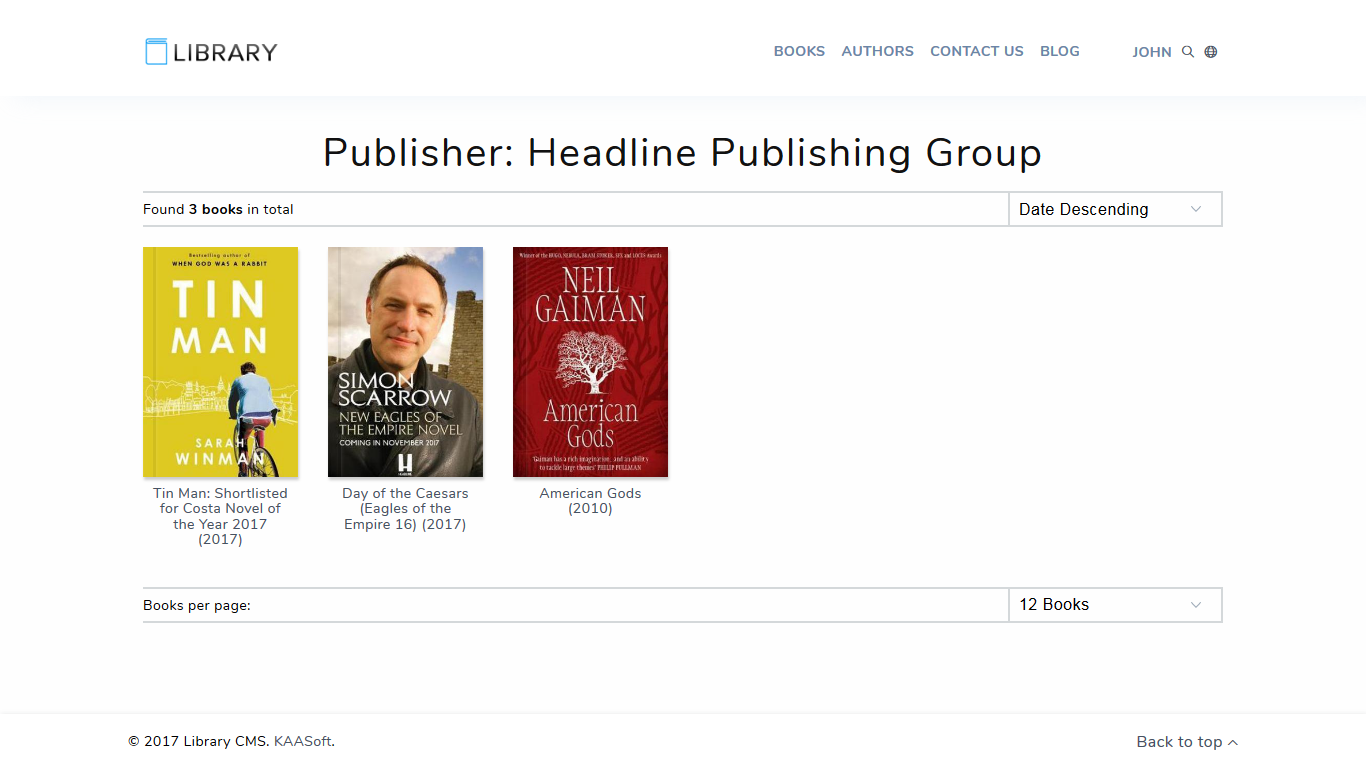 LIBRARY
BOOKS AUTHORS CONTACT US BLOG JOHN
Publisher: Headline Publishing Group
Found 3 books in total
Date Descending
Bestselling author of
WHEN GOD WAS A RABBIT
TIN
MAN
SARAH
WINMAN
SIMON
SCARROW
NEW EAGLES OF
THE EMPIRE NOVEL
COMING IN NOVEMBER 2017
H
HEADLINE
Winner of the HUGO, NEBULA, BRAM STOKER, SFX and LOCUS Awards
NEIL
GAIMAN
American
Gods
'Gaiman has a rich imagination, and an ability
to tackle large themes' PHILIP PULLMAN
Tin Man: Shortlisted
for Costa Novel of
the Year 2017
(2017)
Day of the Caesars
(Eagles of the
Empire 16) (2017)
American Gods
(2010)
Books per page:
12 Books
© 2017 Library CMS. KAASoft.
Back to top